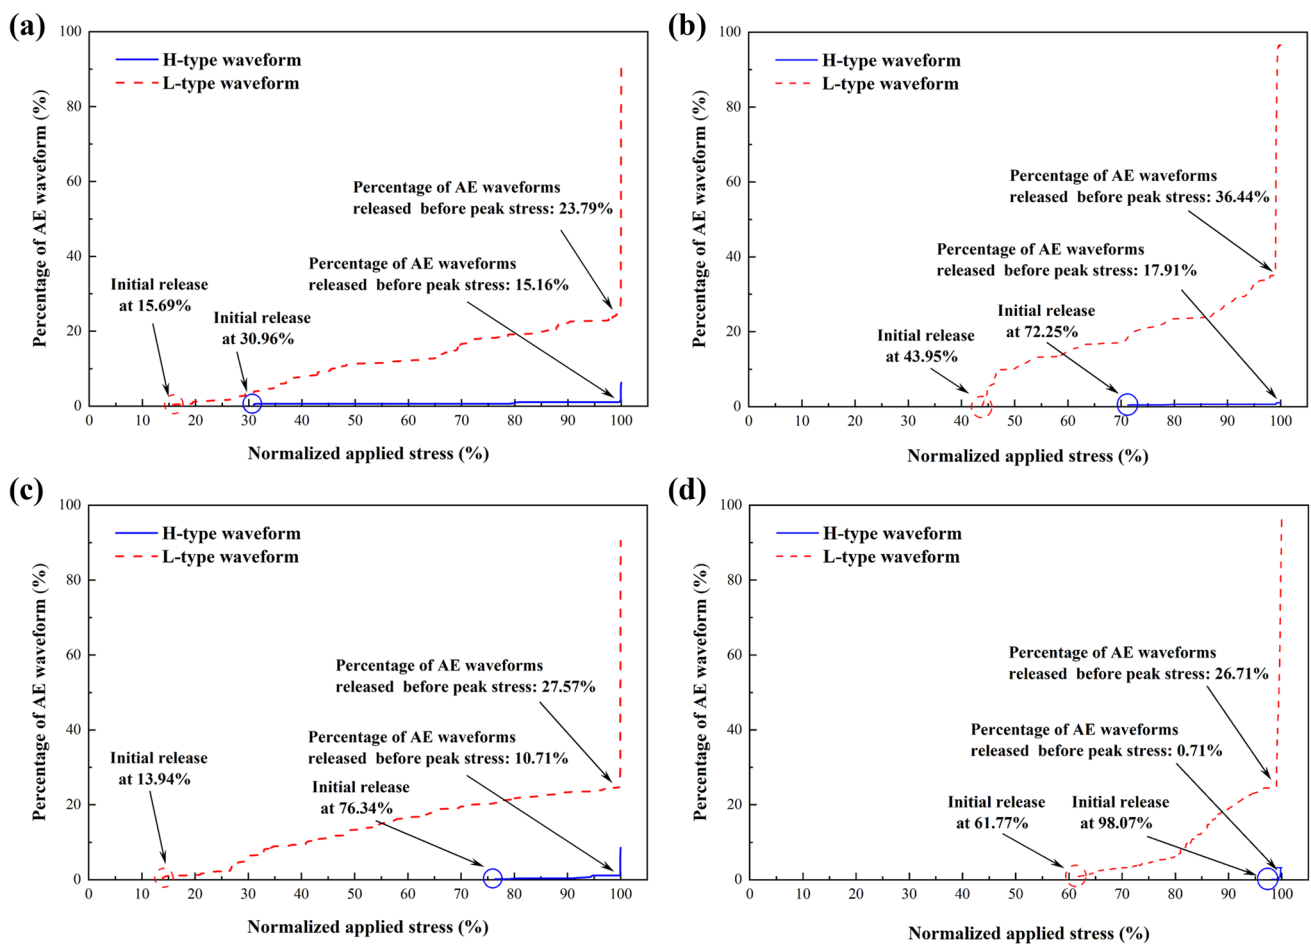 (a)
H-type waveform
L-type waveform
Percentage of AE waveform (%)
100
80
60
40
20
0
Percentage of AE waveforms
released before peak stress: 23.79%
Percentage of AE waveforms
released before peak stress: 15.16%
Initial release
at 15.69%
Initial release
at 30.96%
0 10 20 30 40 50 60 70 80 90 100
Normalized applied stress (%)
(b)
H-type waveform
L-type waveform
Percentage of AE waveform (%)
100
80
60
40
20
0
Percentage of AE waveforms
released before peak stress: 36.44%
Percentage of AE waveforms
released before peak stress: 17.91%
Initial release
at 72.25%
Initial release
at 43.95%
0 10 20 30 40 50 60 70 80 90 100
Normalized applied stress (%)
(c)
H-type waveform
L-type waveform
Percentage of AE waveform (%)
100
80
60
40
20
0
Percentage of AE waveforms
released before peak stress: 27.57%
Percentage of AE waveforms
released before peak stress: 10.71%
Initial release
at 13.94%
Initial release
at 76.34%
0 10 20 30 40 50 60 70 80 90 100
Normalized applied stress (%)
(d)
H-type waveform
L-type waveform
Percentage of AE waveform (%)
100
80
60
40
20
0
Percentage of AE waveforms
released before peak stress: 26.71%
Percentage of AE waveforms
released before peak stress: 0.71%
Initial release
at 61.77%
Initial release
at 98.07%
0 10 20 30 40 50 60 70 80 90 100
Normalized applied stress (%)